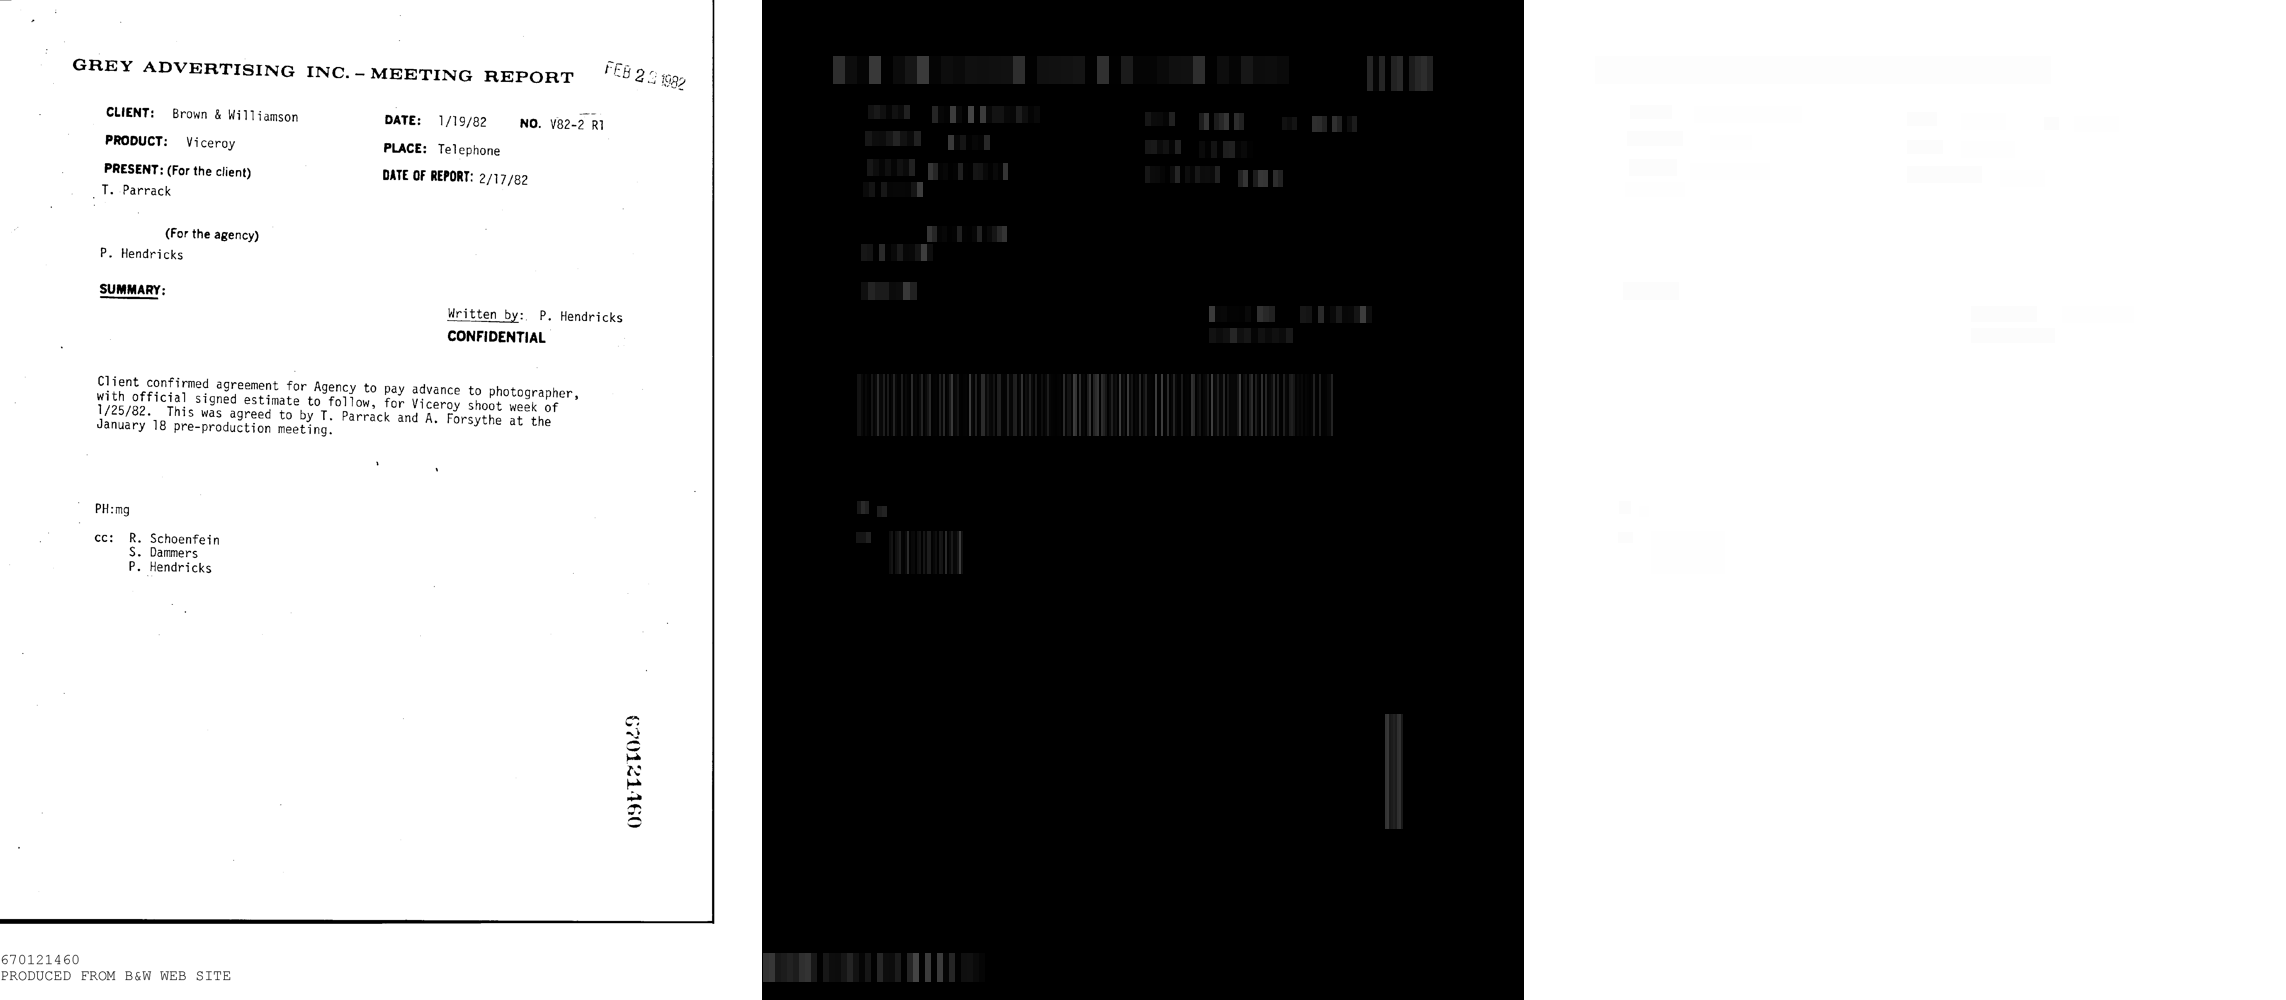 GREY ADVERTISING INC. – MEETING REPORT
FEB 2 1982
CLIENT: Brown & Williamson
DATE: 1/19/82 NO. V82-2 R1
PRODUCT: Viceroy
PLACE: Telephone
PRESENT: (For the client)
DATE OF REPORT: 2/17/82
T. Parrack
(For the agency)
P. Hendricks
SUMMARY:
Written by: P. Hendricks
CONFIDENTIAL
Client confirmed agreement for Agency to pay advance to photographer,
with official signed estimate to follow, for Viceroy shoot week of
1/25/82. This was agreed to by T. Parrack and A. Forsythe at the
January 18 pre-production meeting.
PH:mg
cc: R. Schoenfein
S. Dammers
P. Hendricks
670121460
670121460
PRODUCED FROM B&W WEB SITE